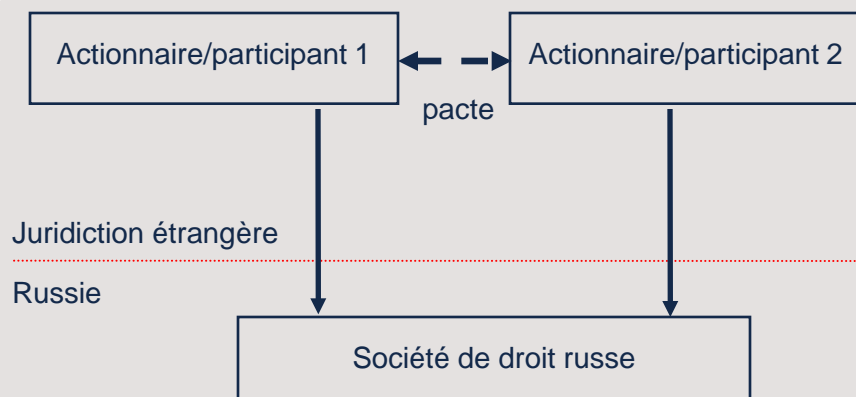 Actionnaire/participant 1
Actionnaire/participant 2
pacte
Juridiction étrangère
Russie
Société de droit russe